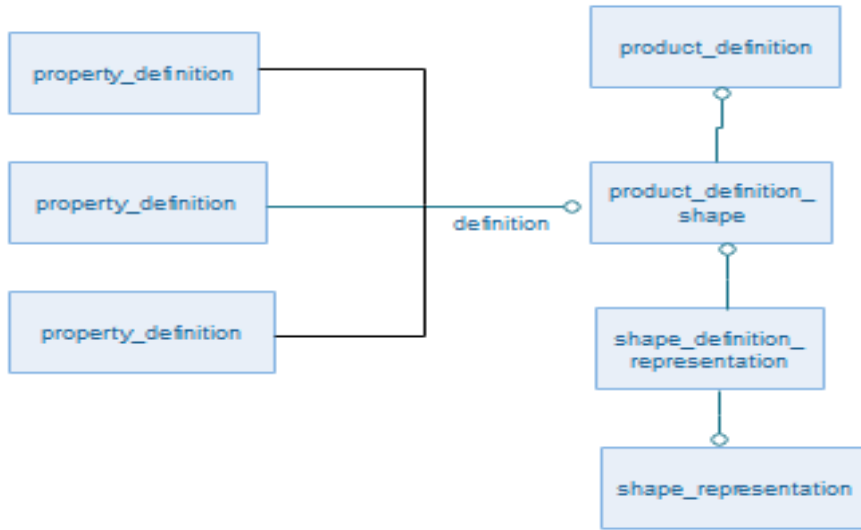 property_definition
property_definition
property_definition
definition
product_definition
product_definition_
shape
shape_definition_
representation
shape_representation